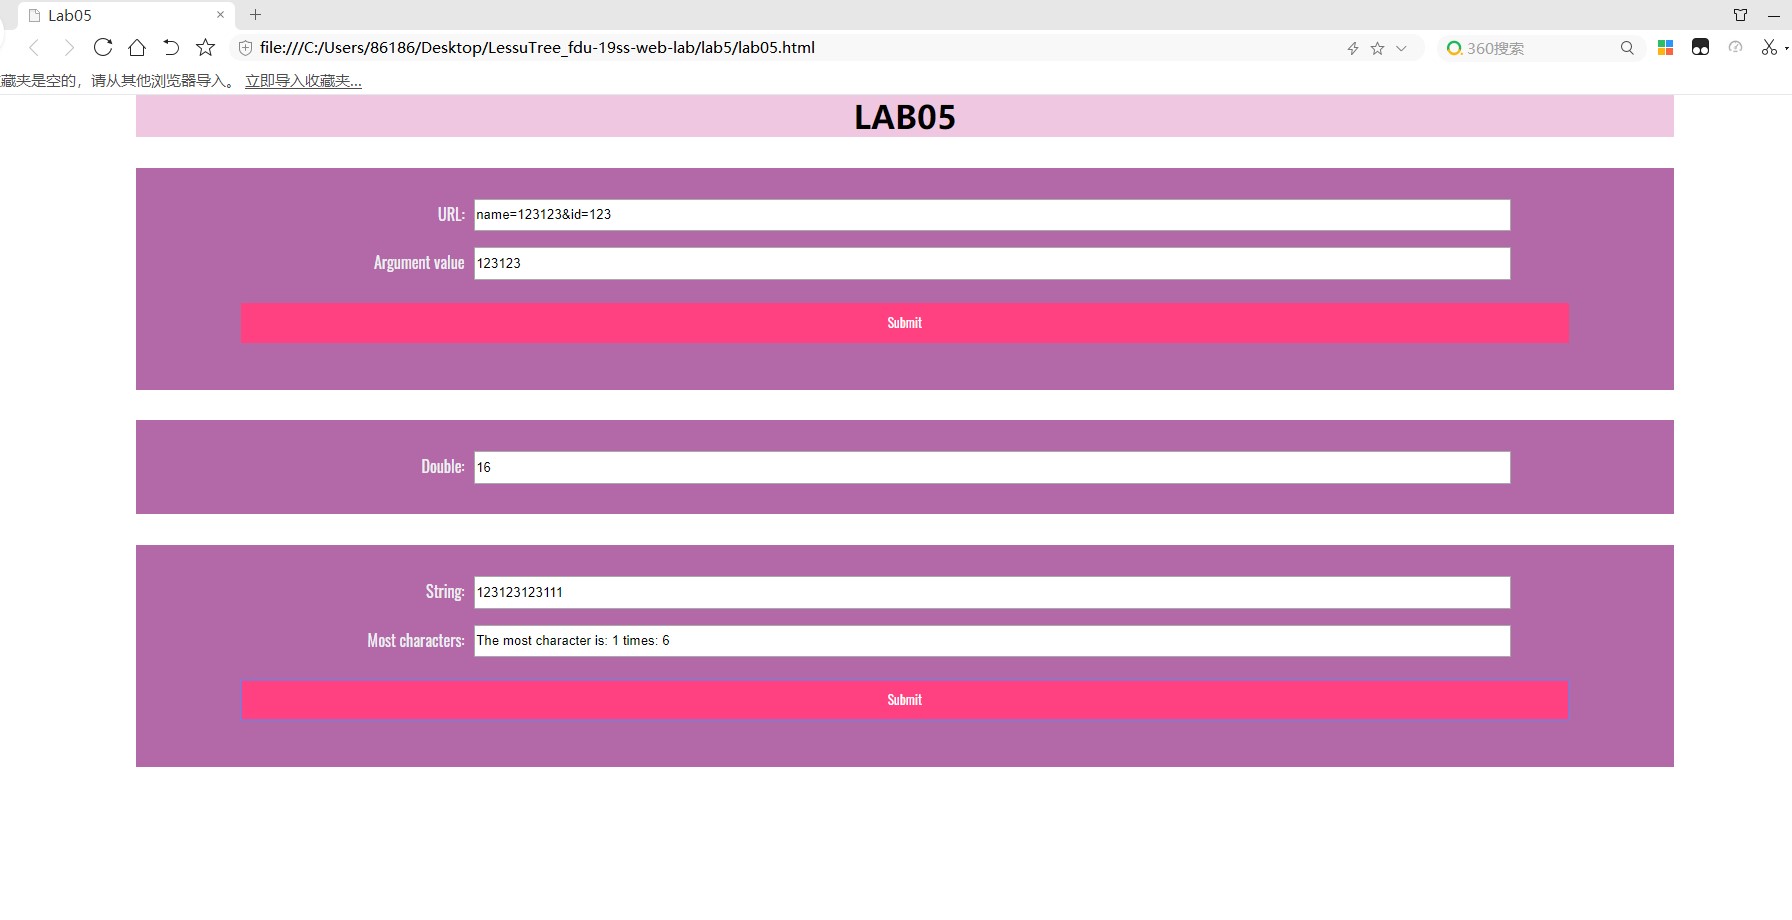 Lab05
file:///C:/Users/86186/Desktop/LessuTree_fdu-19ss-web-lab/lab5/lab05.html
360搜索
藏夹是空的，请从其他浏览器导入。 立即导入收藏夹...
LAB05
URL: name=123123&id=123
Argument value 123123
Submit
Double: 16
String: 123123123111
Most characters: The most character is: 1 times: 6
Submit